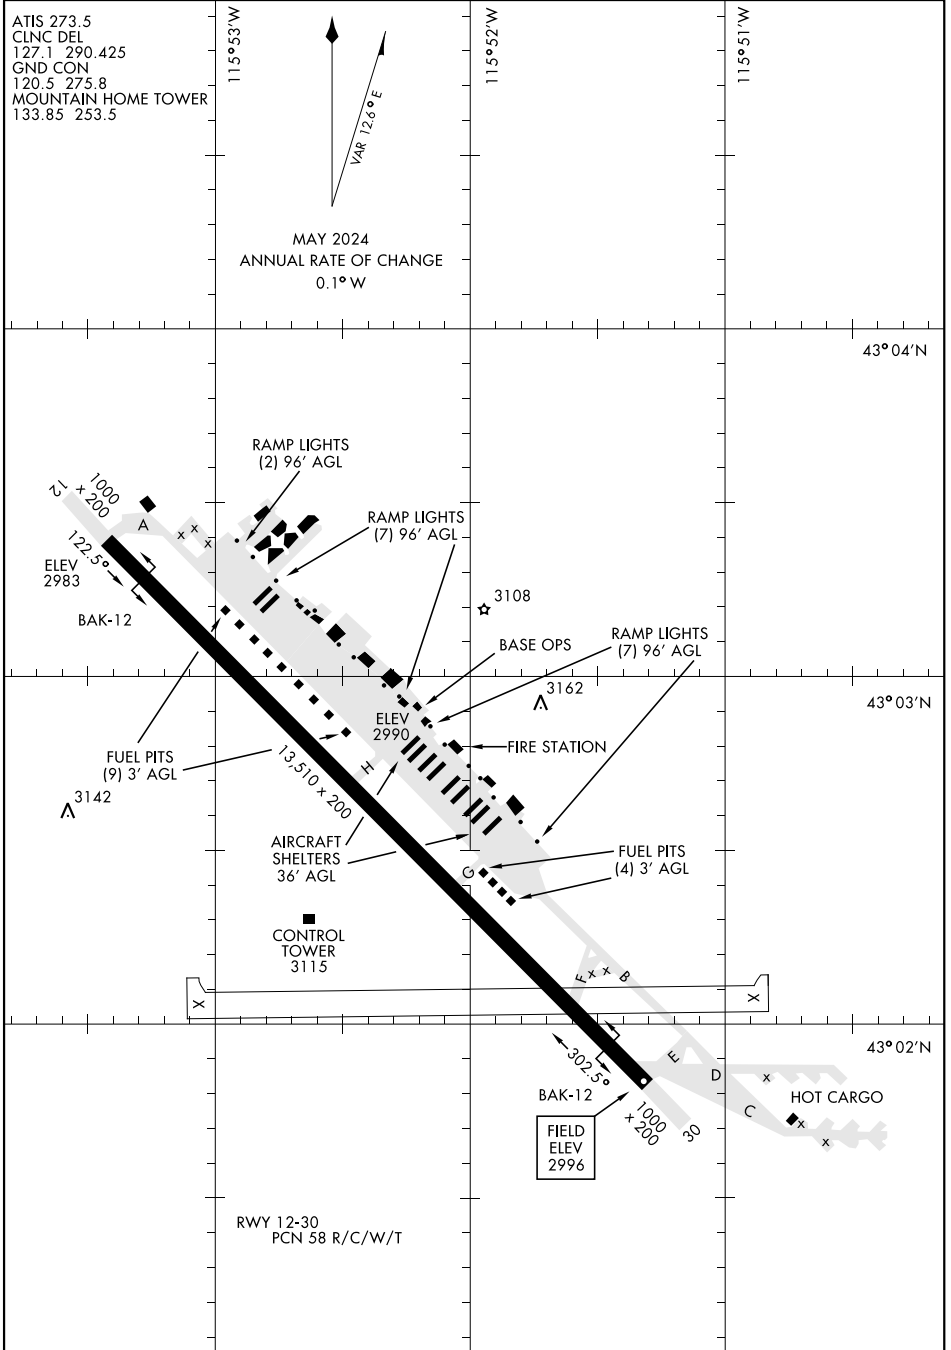 ATIS 273.5
CLNC DEL
127.1 290.425
GND CON
120.5 275.8
MOUNTAIN HOME TOWER
133.85 253.5
115°53'W
115°52'W
115°51'W
VAR 12.6° E
MAY 2024
ANNUAL RATE OF CHANGE
0.1° W
43°04'N
RAMP LIGHTS
(2) 96' AGL
RAMP LIGHTS
(7) 96' AGL
12
1000
x 200
A
x
x
x
122.5°
ELEV
2983
BAK-12
3108
BASE OPS
RAMP LIGHTS
(7) 96' AGL
3162
43°03'N
ELEV
2990
FIRE STATION
FUEL PITS
(9) 3' AGL
13,510 x 200
H
3142
AIRCRAFT
SHELTERS
36' AGL
G
FUEL PITS
(4) 3' AGL
CONTROL
TOWER
3115
F
x
x
B
X
X
43°02'N
302.5°
E
D
x
BAK-12
HOT CARGO
C
x
x
1000
x 200
30
FIELD
ELEV
2996
RWY 12-30
PCN 58 R/C/W/T